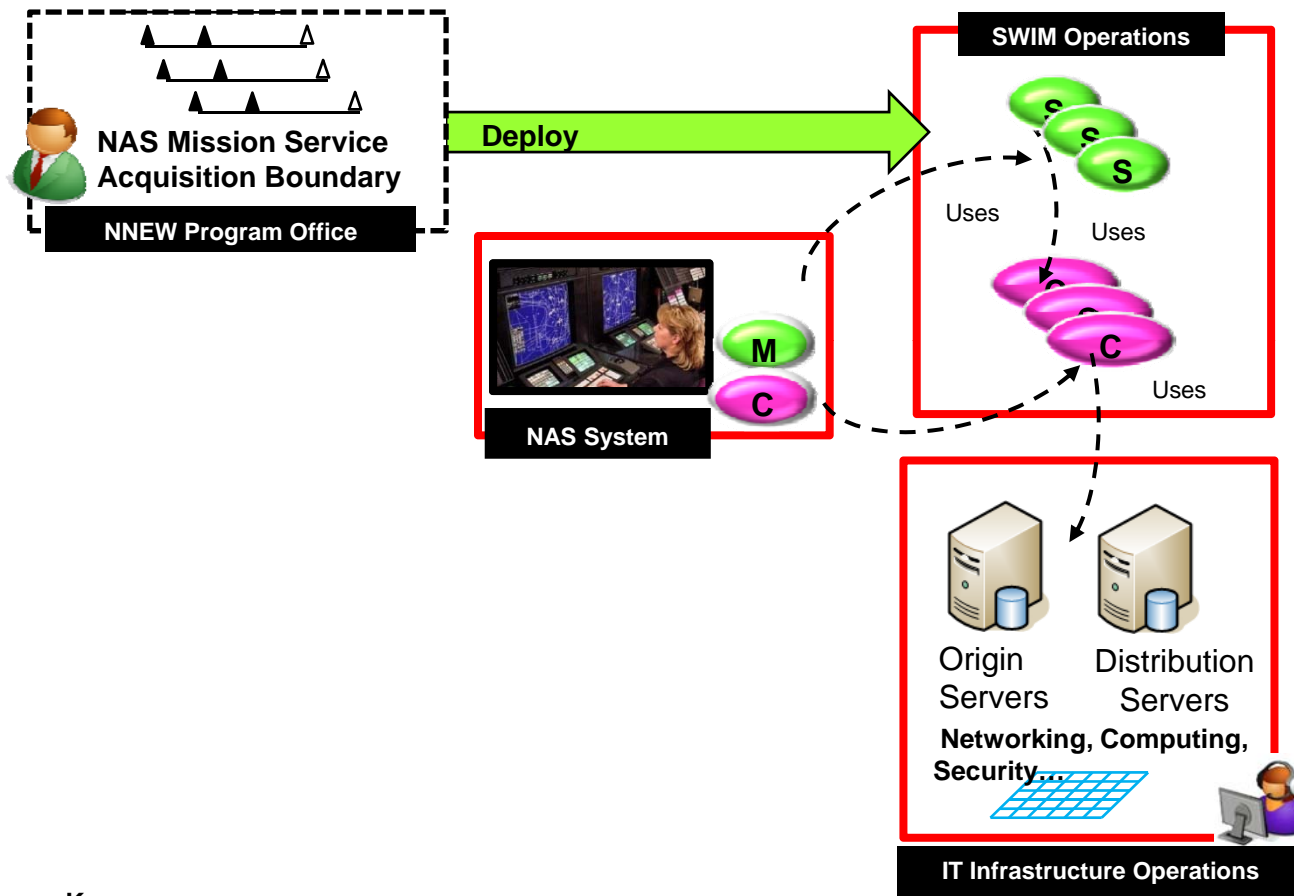 SWIM Operations
NAS Mission Service
Acquisition Boundary
NNEW Program Office
Deploy
S
S
S
Uses
Uses
C
Uses
M
C
NAS System
Origin
Servers
Distribution
Servers
Networking, Computing,
Security…
IT Infrastructure Operations